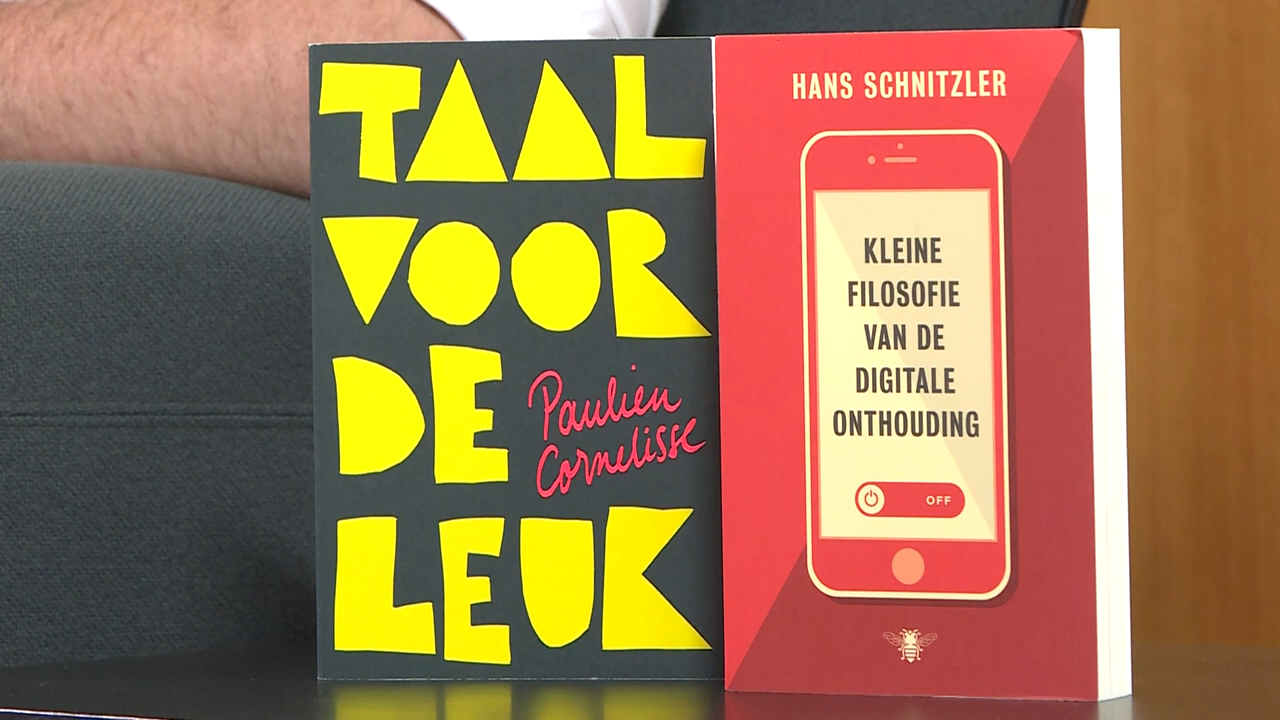 TAAL
VOOR
DE
Paulien
Cornelisse
LEUK
HANS SCHNITZLER
KLEINE
FILOSOFIE
VAN DE
DIGITALE
ONTHOUDING
OFF